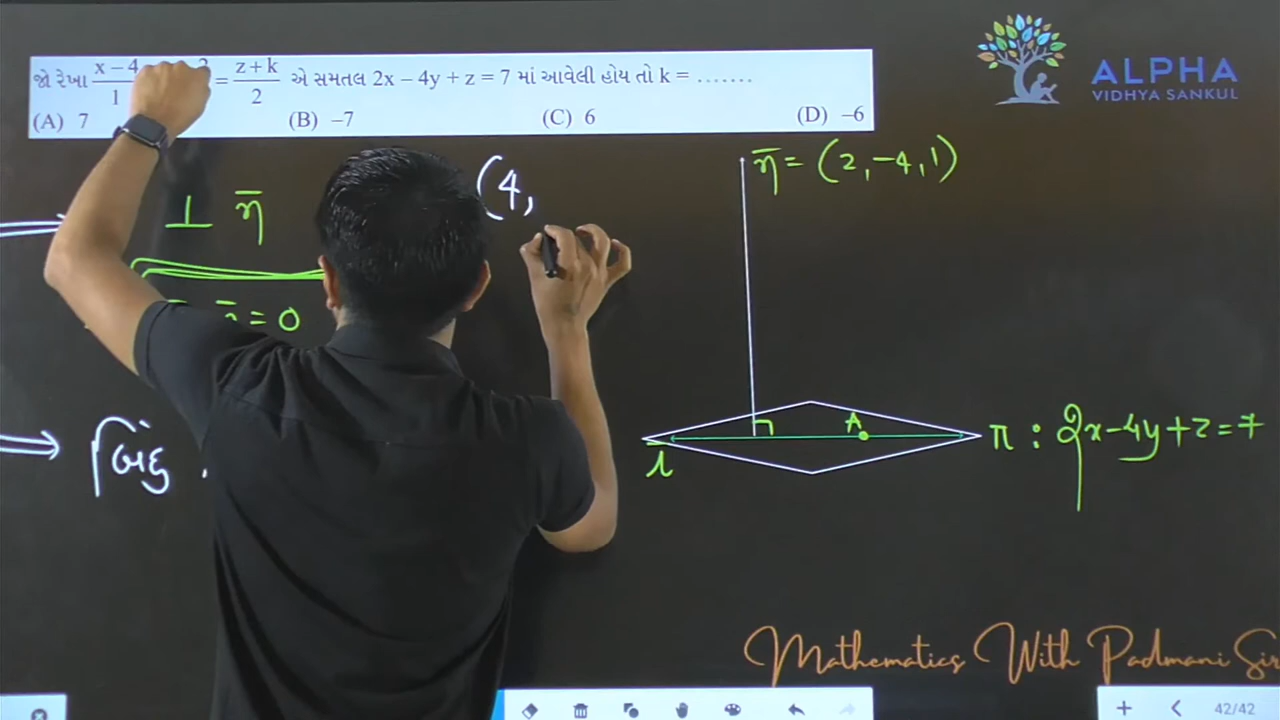 જો રેખા (x – 4)/1 = (z + k)/2 એ સમતલ 2x – 4y + z = 7 માં આવેલી હોય તો k = .......
(A) 7 (B) –7 (C) 6 (D) –6
ALPHA
VIDHYA SANKUL
⊥ n̄
(4,
n̄ = (2, -4, 1)
= 0
A
π : 2x-4y+z=7
બિંદુ
Mathematics With Padmani Sir
42/42